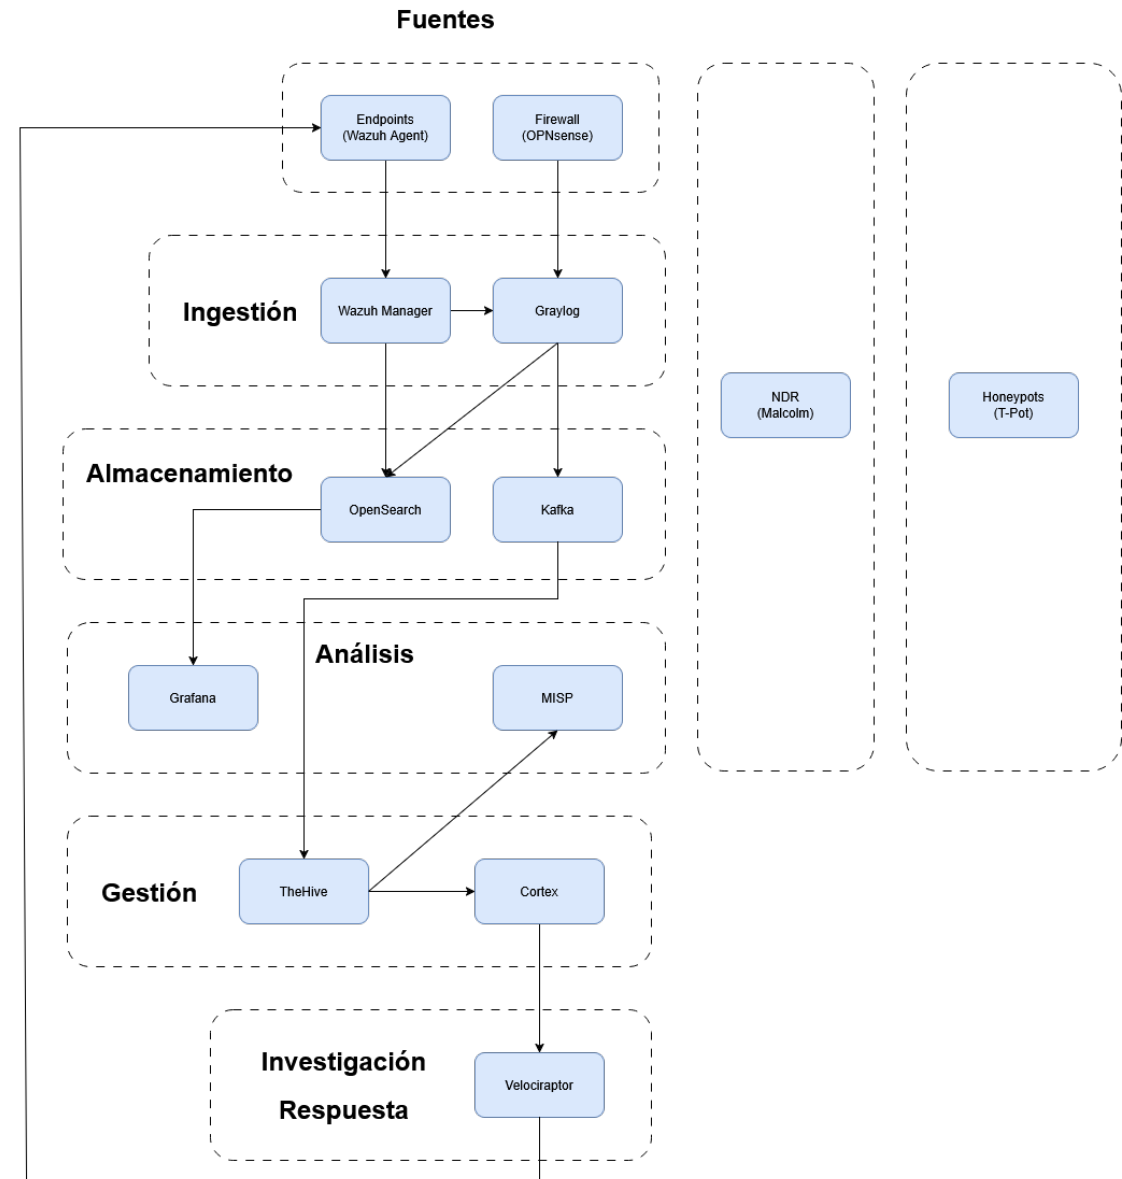 Fuentes
Endpoints
(Wazuh Agent)
Firewall
(OPNsense)
Ingestión
Wazuh Manager
Graylog
NDR
(Malcolm)
Honeypots
(T-Pot)
Almacenamiento
OpenSearch
Kafka
Análisis
Grafana
MISP
Gestión
TheHive
Cortex
Investigación
Respuesta
Velociraptor